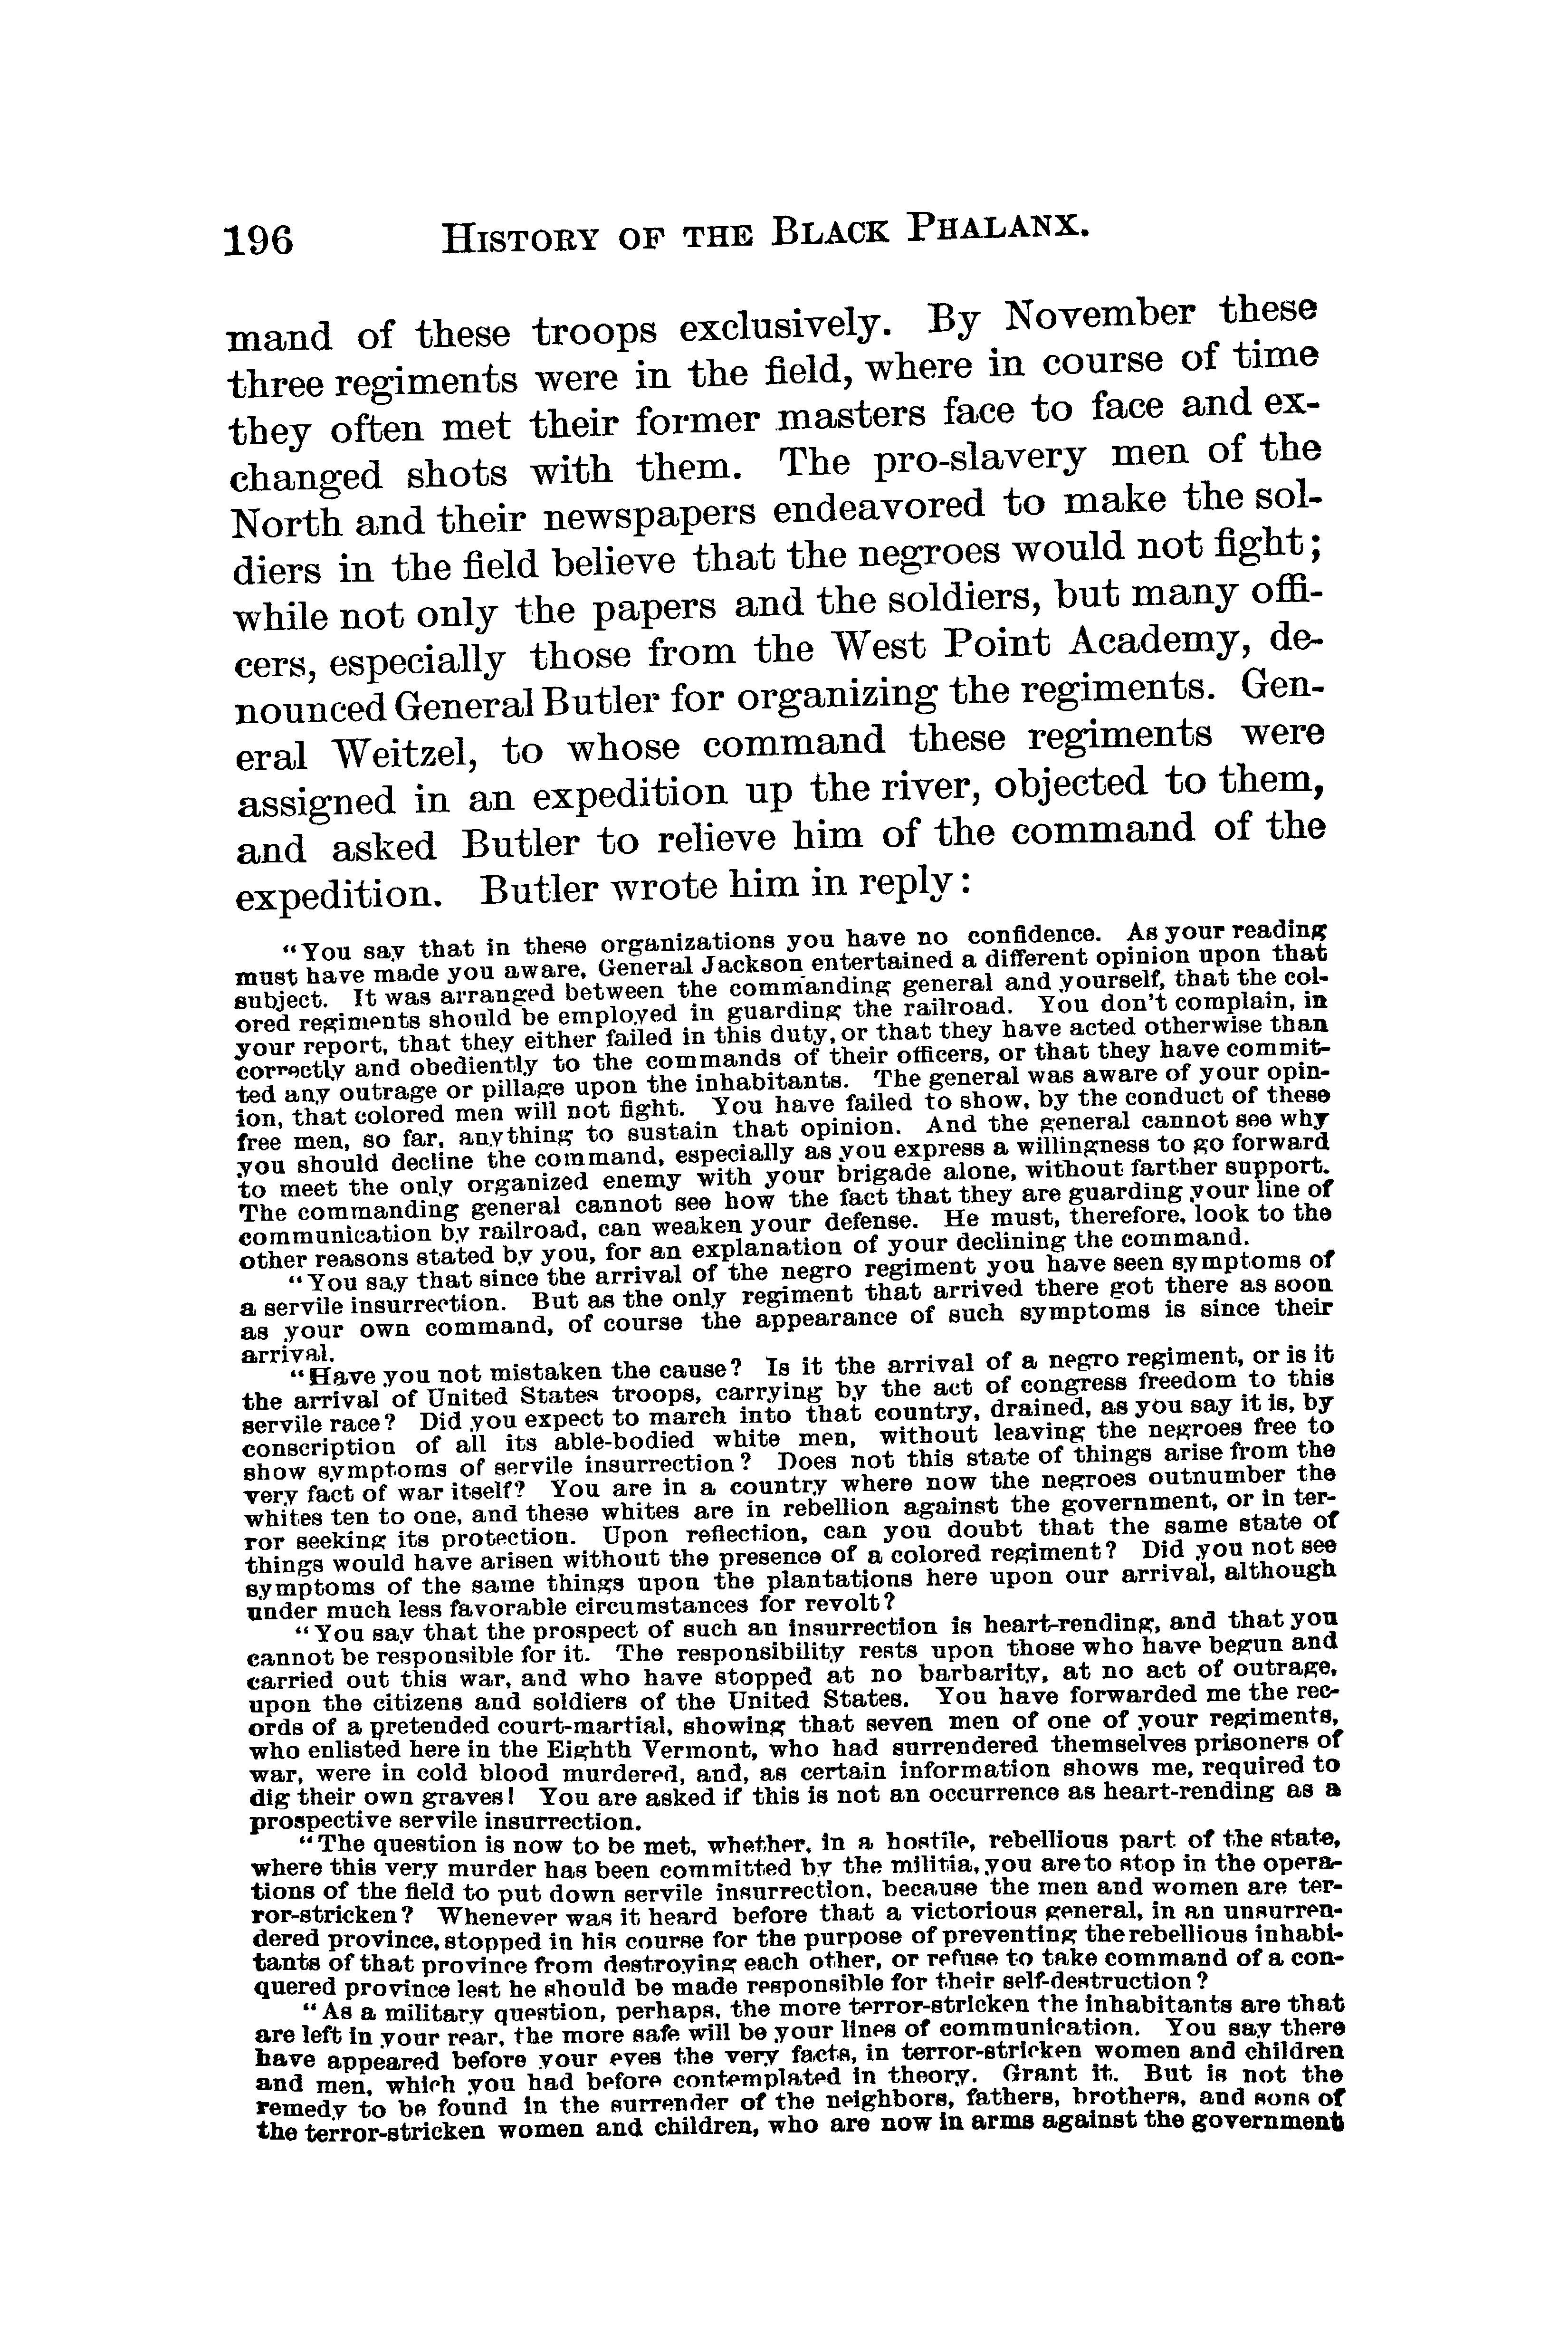 196 HISTORY OF THE BLACK PHALANX.
mand of these troops exclusively. By November these
three regiments were in the field, where in course of time
they often met their former masters face to face and ex-
changed shots with them. The pro-slavery men of the
North and their newspapers endeavored to make the sol-
diers in the field believe that the negroes would not fight;
while not only the papers and the soldiers, but many offi-
cers, especially those from the West Point Academy, de-
nounced General Butler for organizing the regiments. Gen-
eral Weitzel, to whose command these regiments were
assigned in an expedition up the river, objected to them,
and asked Butler to relieve him of the command of the
expedition. Butler wrote him in reply:
"You say that in these organizations you have no confidence. As your reading
must have made you aware, General Jackson entertained a different opinion upon that
subject. It was arranged between the commanding general and yourself, that the col-
ored regiments should be employed in guarding the railroad. You don't complain, in
your report, that they either failed in this duty, or that they have acted otherwise than
correctly and obediently to the commands of their officers, or that they have commit-
ted any outrage or pillage upon the inhabitants. The general was aware of your opin-
ion, that colored men will not fight. You have failed to show, by the conduct of these
free men, so far, anything to sustain that opinion. And the general cannot see why
you should decline the command, especially as you express a willingness to go forward
to meet the only organized enemy with your brigade alone, without farther support.
The commanding general cannot see how the fact that they are guarding your line of
communication by railroad, can weaken your defense. He must, therefore, look to the
other reasons stated by you, for an explanation of your declining the command.
"You say that since the arrival of the negro regiment you have seen symptoms of
a servile insurrection. But as the only regiment that arrived there got there as soon
as your own command, of course the appearance of such symptoms is since their
arrival.
"Have you not mistaken the cause? Is it the arrival of a negro regiment, or is it
the arrival of United States troops, carrying by the act of congress freedom to this
servile race? Did you expect to march into that country, drained, as you say it is, by
conscription of all its able-bodied white men, without leaving the negroes free to
show symptoms of servile insurrection? Does not this state of things arise from the
very fact of war itself? You are in a country where now the negroes outnumber the
whites ten to one, and these whites are in rebellion against the government, or in ter-
ror seeking its protection. Upon reflection, can you doubt that the same state of
things would have arisen without the presence of a colored regiment? Did you not see
symptoms of the same things upon the plantations here upon our arrival, although
under much less favorable circumstances for revolt?
"You say that the prospect of such an insurrection is heart-rending, and that you
cannot be responsible for it. The responsibility rests upon those who have begun and
carried out this war, and who have stopped at no barbarity, at no act of outrage,
upon the citizens and soldiers of the United States. You have forwarded me the rec-
ords of a pretended court-martial, showing that seven men of one of your regiments,
who enlisted here in the Eighth Vermont, who had surrendered themselves prisoners of
war, were in cold blood murdered, and, as certain information shows me, required to
dig their own graves! You are asked if this is not an occurrence as heart-rending as a
prospective servile insurrection.
"The question is now to be met, whether, in a hostile, rebellious part of the state,
where this very murder has been committed by the militia, you are to stop in the opera-
tions of the field to put down servile insurrection, because the men and women are ter-
ror-stricken? Whenever was it heard before that a victorious general, in an unsurren-
dered province, stopped in his course for the purpose of preventing the rebellious inhabi-
tants of that province from destroying each other, or refuse to take command of a con-
quered province lest he should be made responsible for their self-destruction?
"As a military question, perhaps, the more terror-stricken the inhabitants are that
are left in your rear, the more safe will be your lines of communication. You say there
have appeared before your eyes the very facts, in terror-stricken women and children
and men, which you had before contemplated in theory. Grant it. But is not the
remedy to be found in the surrender of the neighbors, fathers, brothers, and sons of
the terror-stricken women and children, who are now in arms against the government